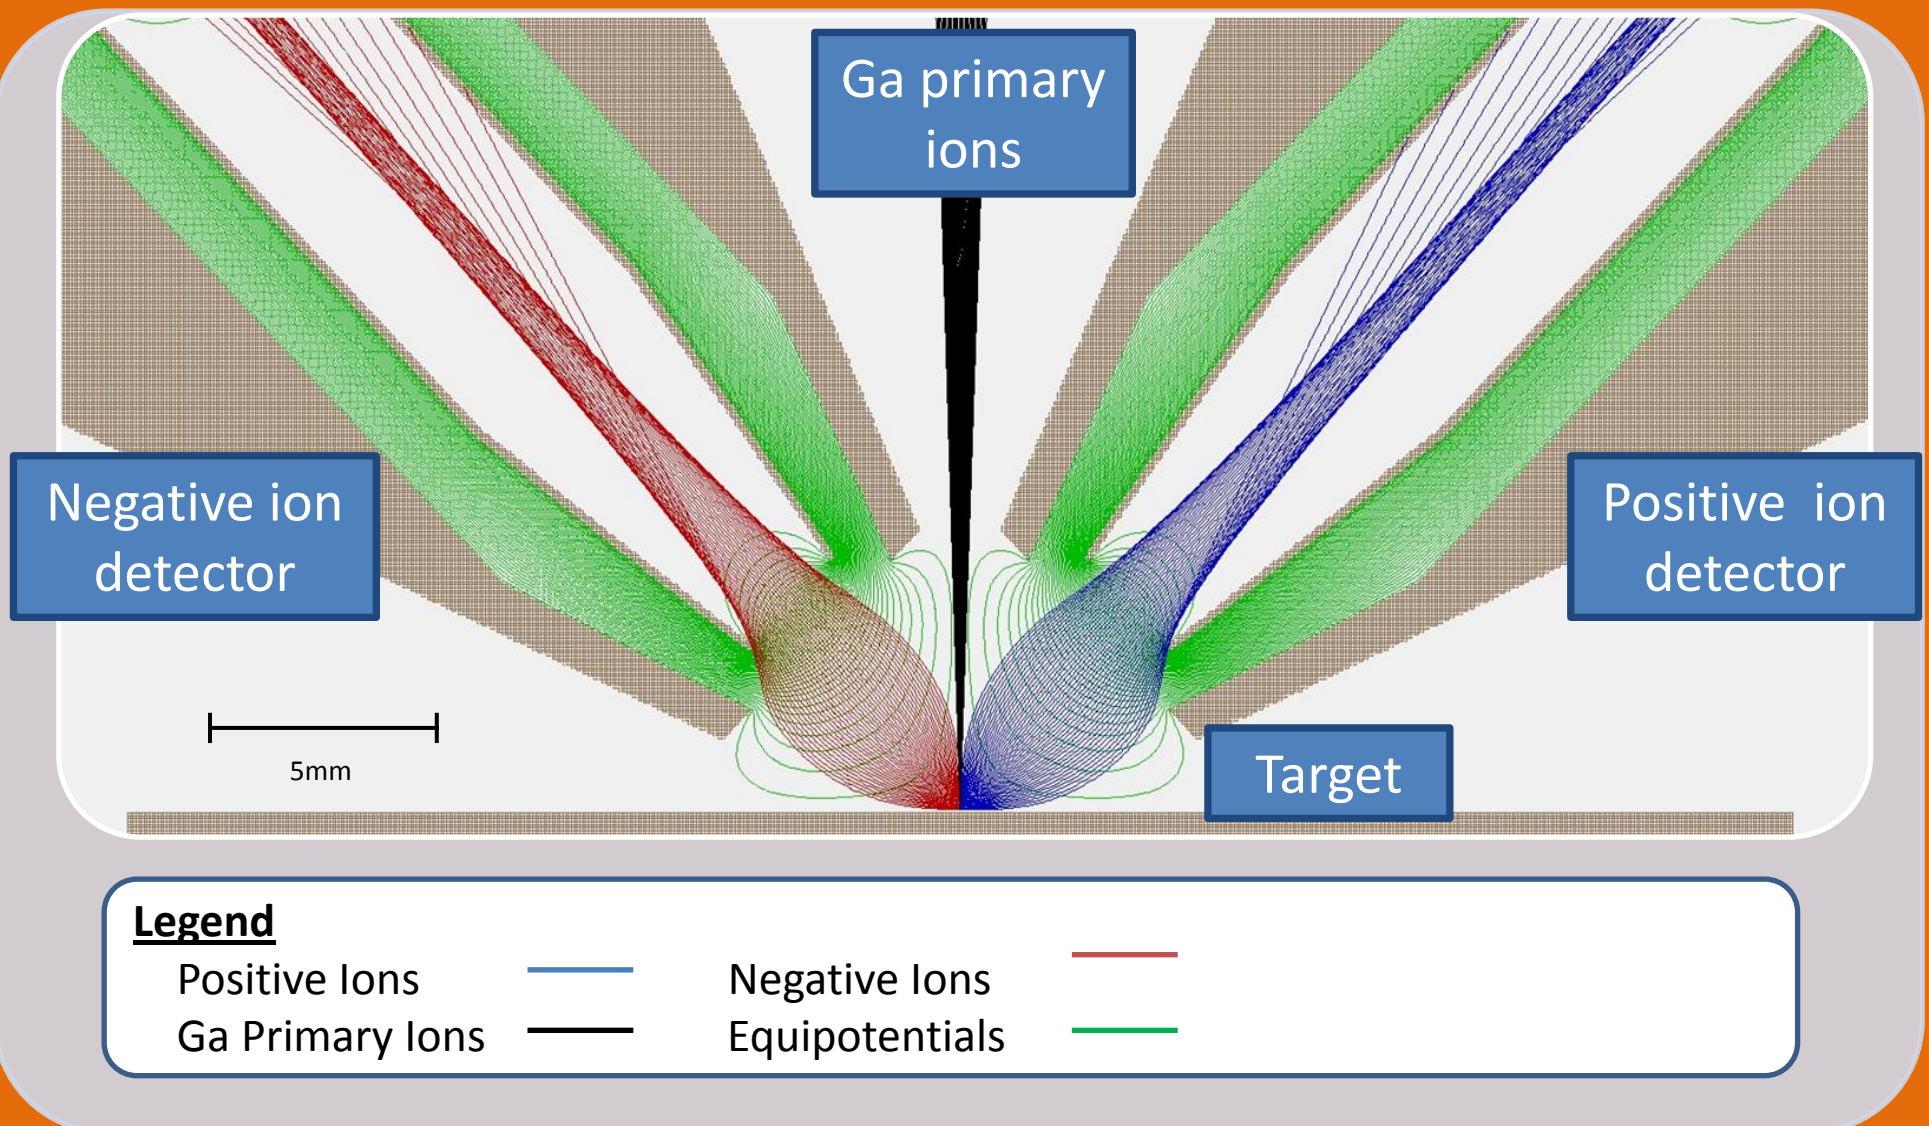 Ga primary
ions
Negative ion
detector
Positive  ion
detector
Target
5mm
Legend
Positive Ions
Negative Ions
Ga Primary Ions
Equipotentials